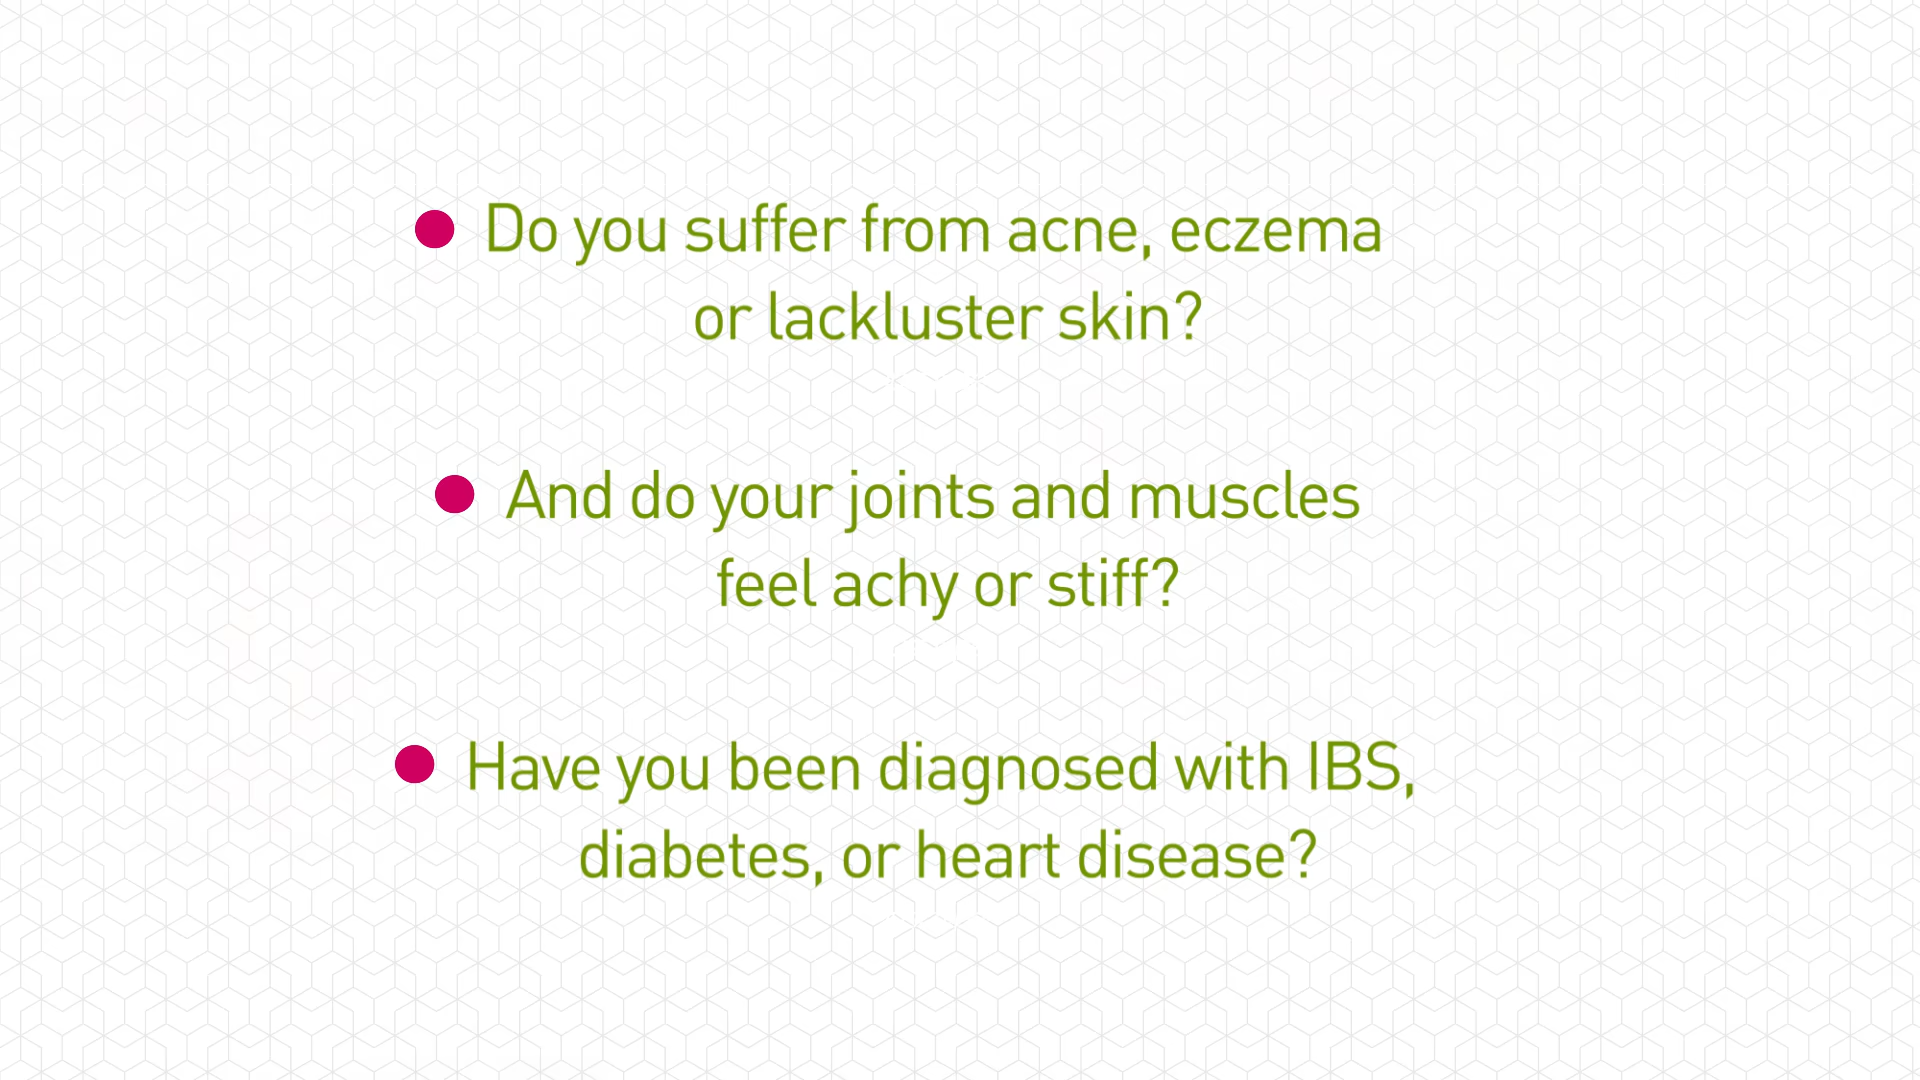 Do you suffer from acne, eczema
or lackluster skin?
And do your joints and muscles
feel achy or stiff?
Have you been diagnosed with IBS,
diabetes, or heart disease?